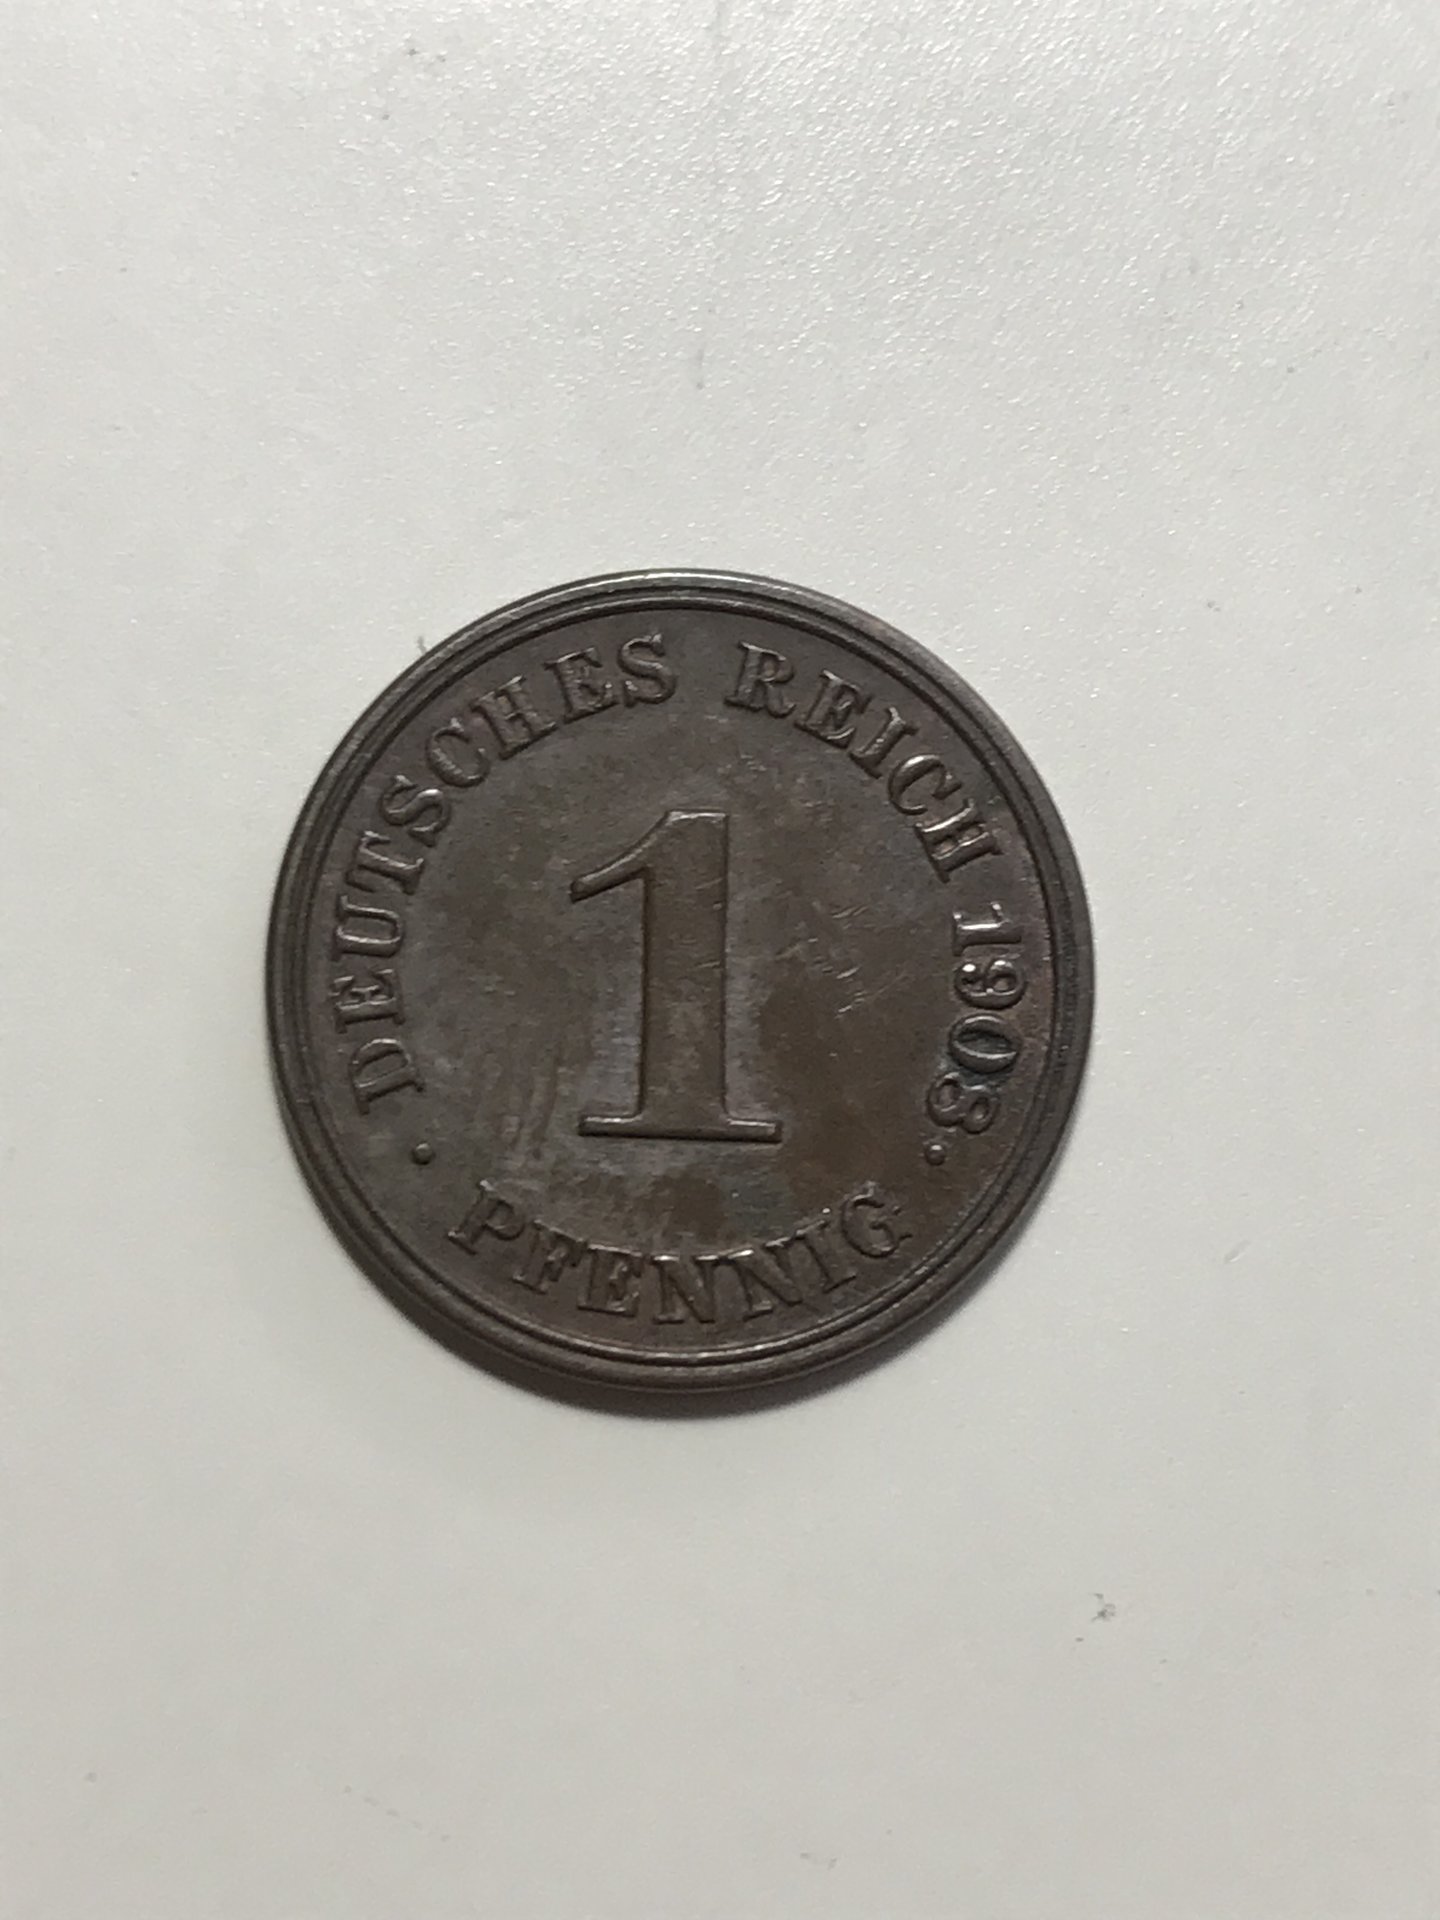 · DEUTSCHES REICH 1908 ·
1
PFENNIG